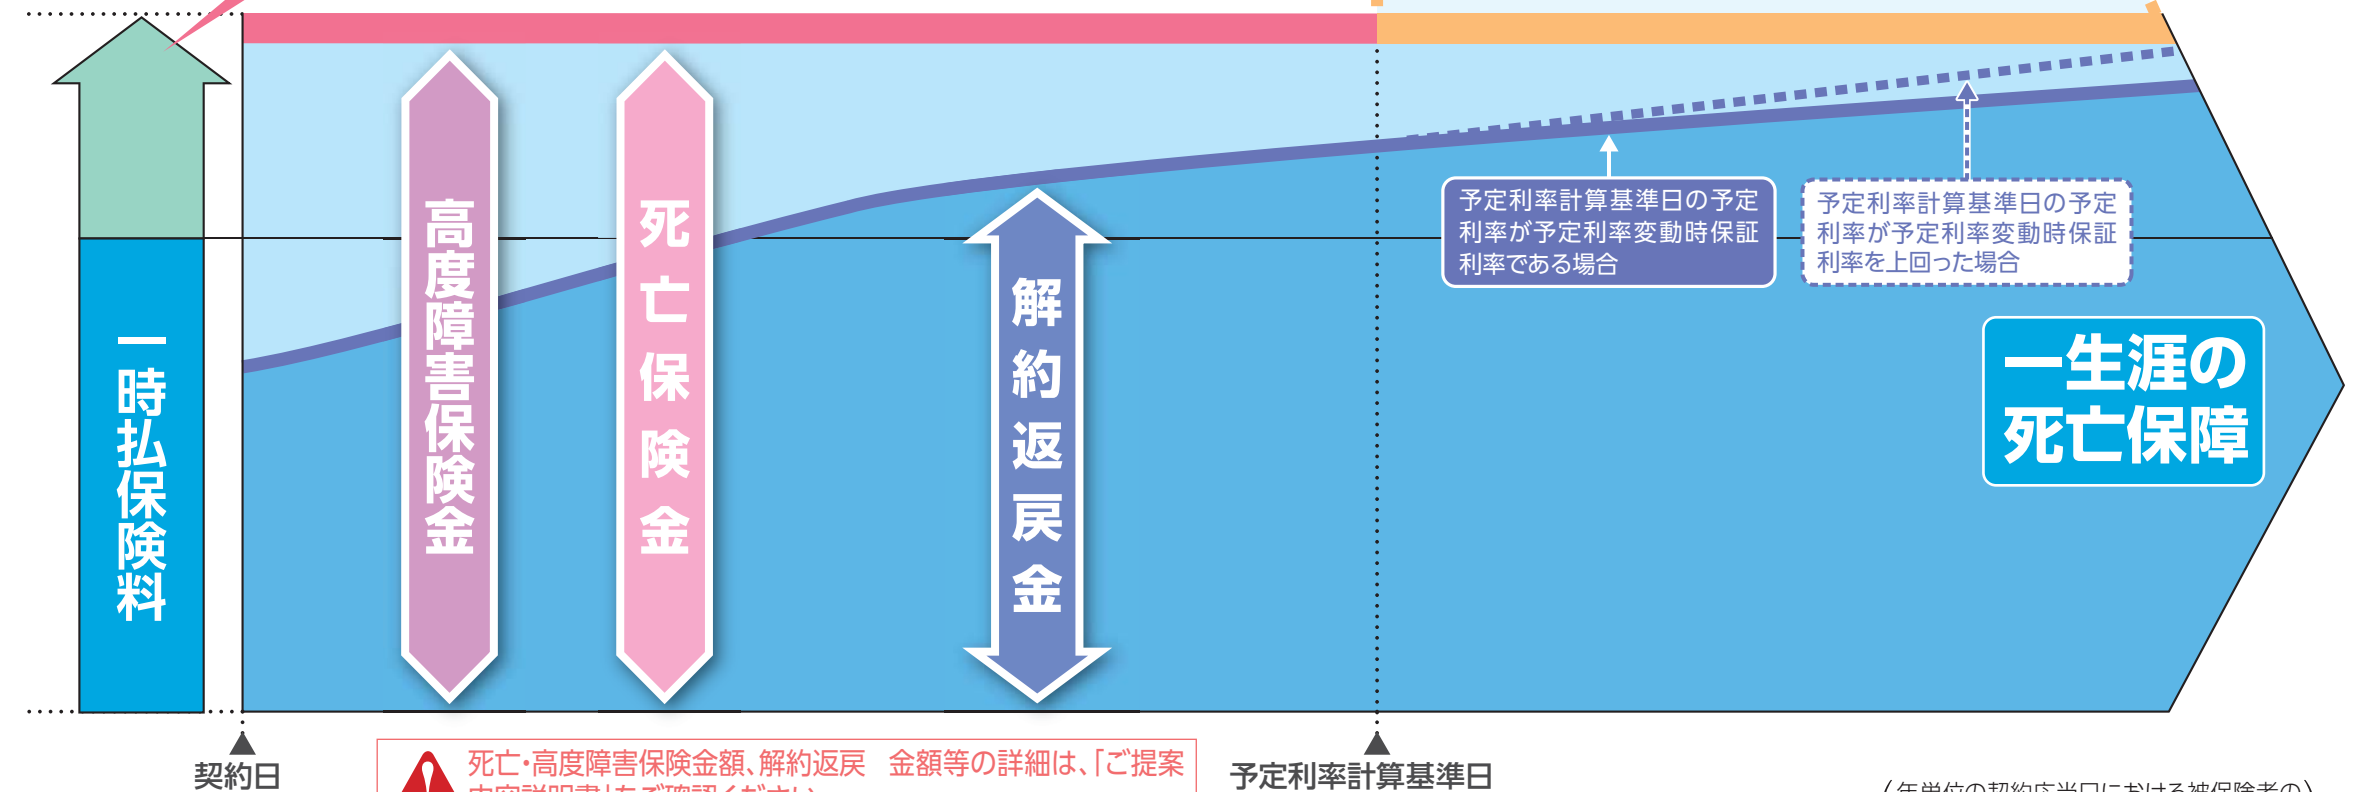 高度障害保険金
死亡保険金
解約返戻金
一時払保険料
予定利率計算基準日の予定
利率が予定利率変動時保証
利率である場合
予定利率計算基準日の予定
利率が予定利率変動時保証
利率を上回った場合
一生涯の
死亡保障
契約日
死亡・高度障害保険金額、解約返戻　金額等の詳細は、「ご提案
予定利率計算基準日